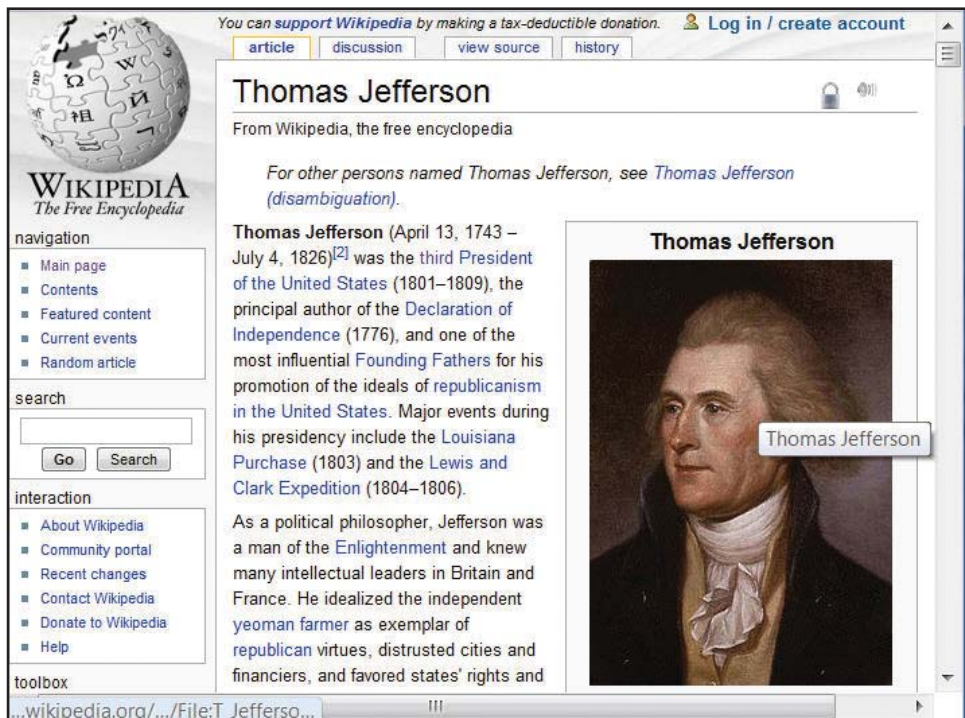 You can support Wikipedia by making a tax-deductible donation.
Log in / create account
article
discussion
view source
history
WIKIPEDIA
The Free Encyclopedia
navigation
Main page
Contents
Featured content
Current events
Random article
search
Go
Search
interaction
About Wikipedia
Community portal
Recent changes
Contact Wikipedia
Donate to Wikipedia
Help
toolbox
Thomas Jefferson
From Wikipedia, the free encyclopedia
For other persons named Thomas Jefferson, see Thomas Jefferson
(disambiguation).
Thomas Jefferson (April 13, 1743 –
July 4, 1826)[2] was the third President
of the United States (1801–1809), the
principal author of the Declaration of
Independence (1776), and one of the
most influential Founding Fathers for his
promotion of the ideals of republicanism
in the United States. Major events during
his presidency include the Louisiana
Purchase (1803) and the Lewis and
Clark Expedition (1804–1806).
As a political philosopher, Jefferson was
a man of the Enlightenment and knew
many intellectual leaders in Britain and
France. He idealized the independent
yeoman farmer as exemplar of
republican virtues, distrusted cities and
financiers, and favored states' rights and
Thomas Jefferson
Thomas Jefferson
...wikipedia.org/.../File:T_Jefferso...